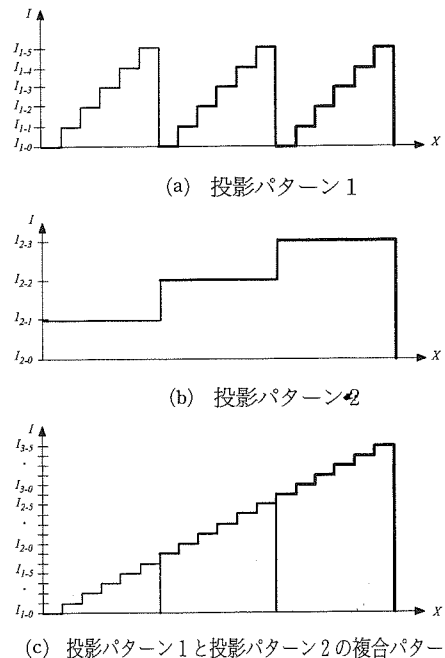 I
I1-5
I1-4
I1-3
I1-2
I1-1
I1-0
X
(a) 投影パターン1
I
I2-3
I2-2
I2-1
I2-0
X
(b) 投影パターン2
I
I3-5
I3-0
I2-5
I2-0
I1-5
I1-0
X
(c) 投影パターン1と投影パターン2の複合パター